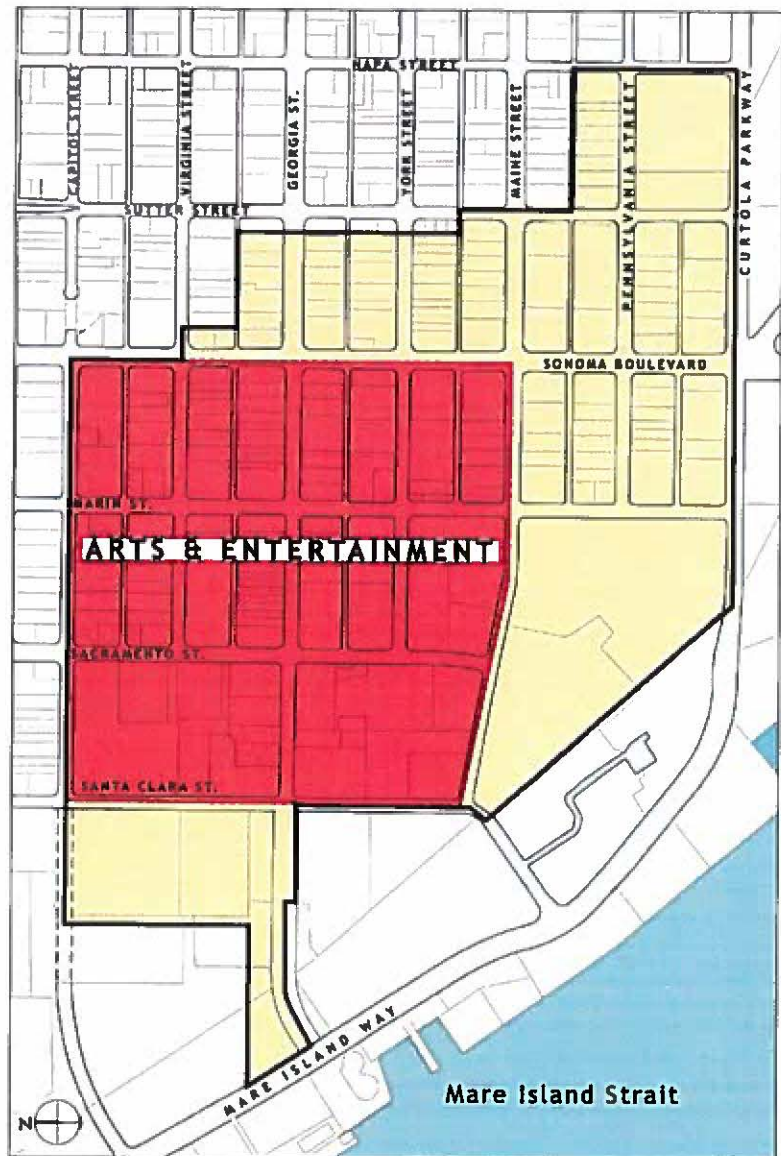 NAPA STREET
CAPITOL STREET
VIRGINIA STREET
GEORGIA ST.
YORK STREET
MAINE STREET
PENNSYLVANIA STREET
CURTOLA PARKWAY
SUTTER STREET
SONOMA BOULEVARD
MARIN ST.
ARTS & ENTERTAINMENT
SACRAMENTO ST.
SANTA CLARA ST.
MARE ISLAND WAY
Mare Island Strait
N